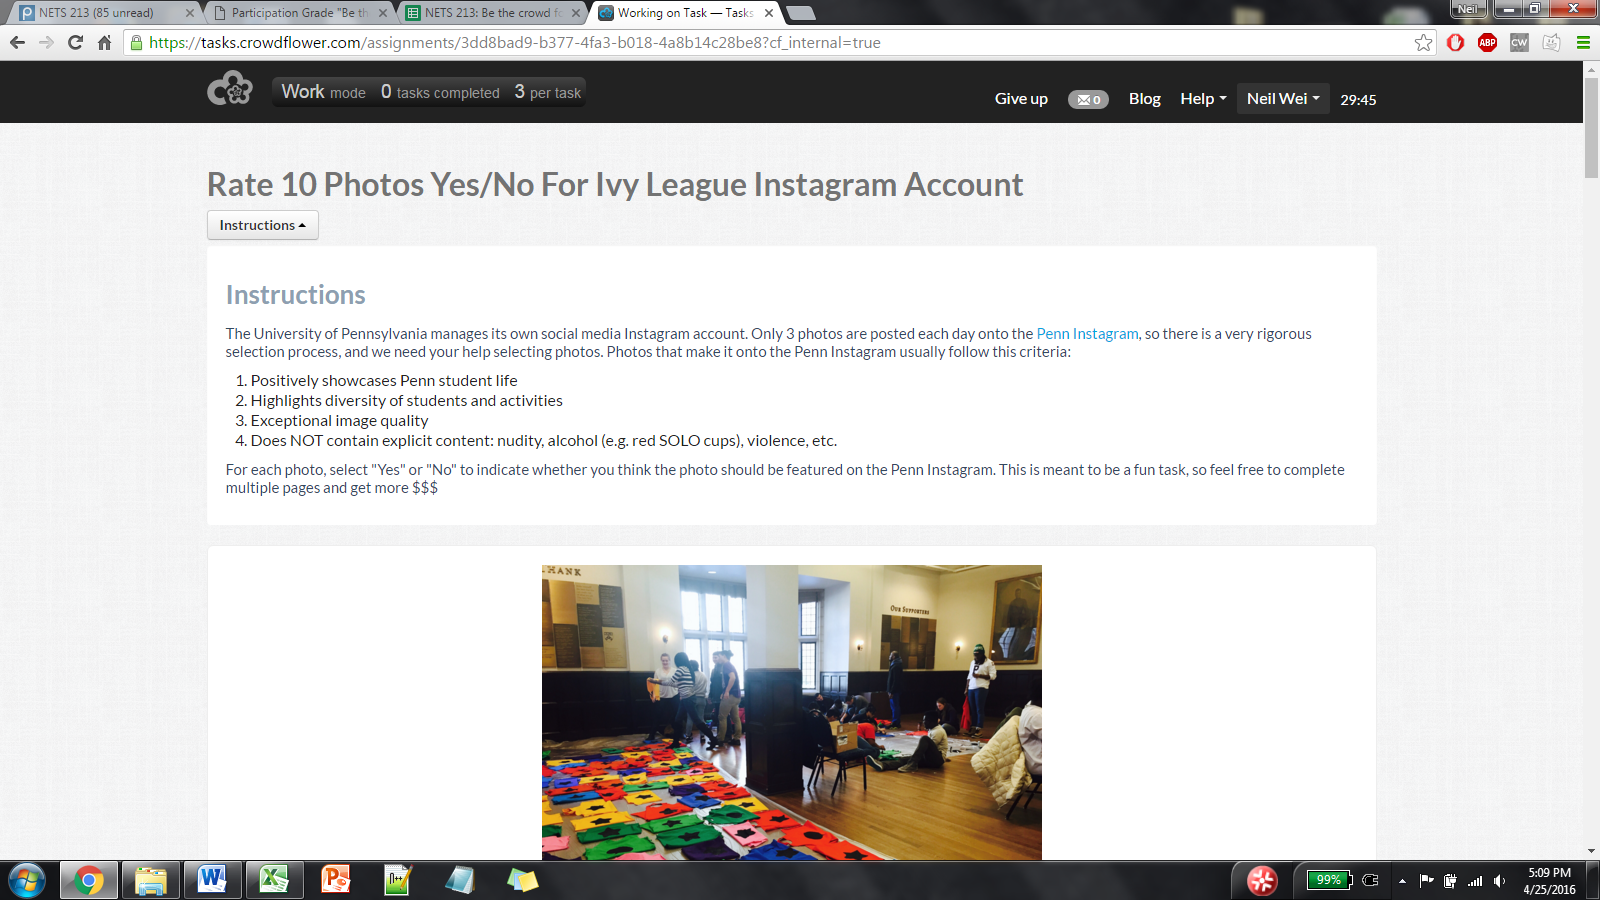 NETS 213 (85 unread)
Participation Grade "Be th
NETS 213: Be the crowd fo
Working on Task — Tasks
Neil
https://tasks.crowdflower.com/assignments/3dd8bad9-b377-4fa3-b018-4a8b14c28be8?cf_internal=true
ABP
CW
Work mode 0 tasks completed 3 per task
Give up
0
Blog
Help
Neil Wei
29:45
Rate 10 Photos Yes/No For Ivy League Instagram Account
Instructions
Instructions
The University of Pennsylvania manages its own social media Instagram account. Only 3 photos are posted each day onto the Penn Instagram, so there is a very rigorous
selection process, and we need your help selecting photos. Photos that make it onto the Penn Instagram usually follow this criteria:
1. Positively showcases Penn student life
2. Highlights diversity of students and activities
3. Exceptional image quality
4. Does NOT contain explicit content: nudity, alcohol (e.g. red SOLO cups), violence, etc.
For each photo, select "Yes" or "No" to indicate whether you think the photo should be featured on the Penn Instagram. This is meant to be a fun task, so feel free to complete
multiple pages and get more $$$
THANK
OUR SUPPORTERS
99%
5:09 PM
4/25/2016